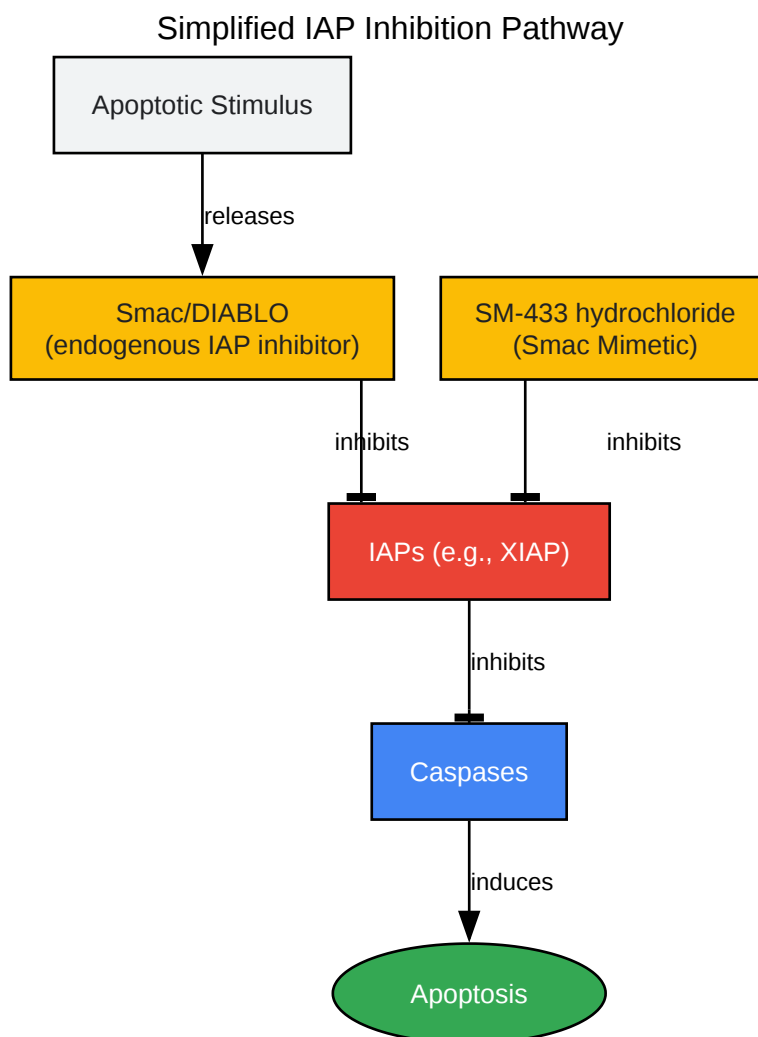 Simplified IAP Inhibition Pathway
Apoptotic Stimulus
releases
Smac/DIABLO
(endogenous IAP inhibitor)
SM-433 hydrochloride
(Smac Mimetic)
inhibits
inhibits
IAPs (e.g., XIAP)
inhibits
Caspases
induces
Apoptosis